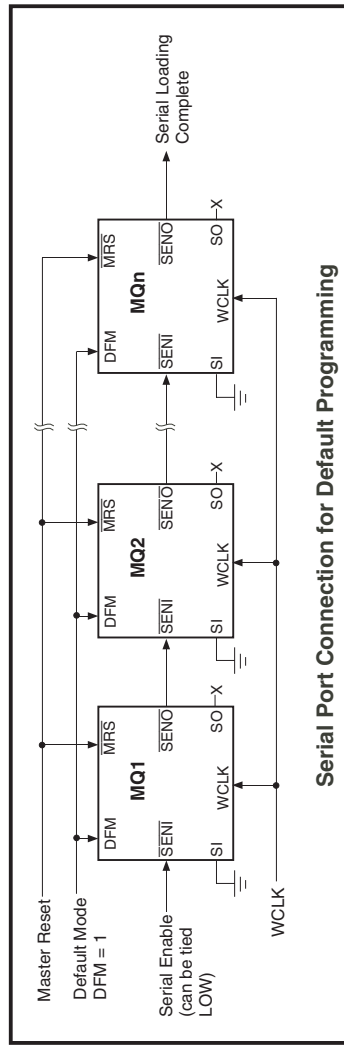 Master Reset
Default Mode
DFM = 1
DFM
MRS
MQ1
SENI
SENO
SO
X
SI
WCLK
DFM
MRS
MQ2
SENI
SENO
SO
X
SI
WCLK
DFM
MRS
MQn
SENI
SENO
SO
X
SI
WCLK
Serial Enable
(can be tied
LOW)
Serial Loading
Complete
WCLK
Serial Port Connection for Default Programming